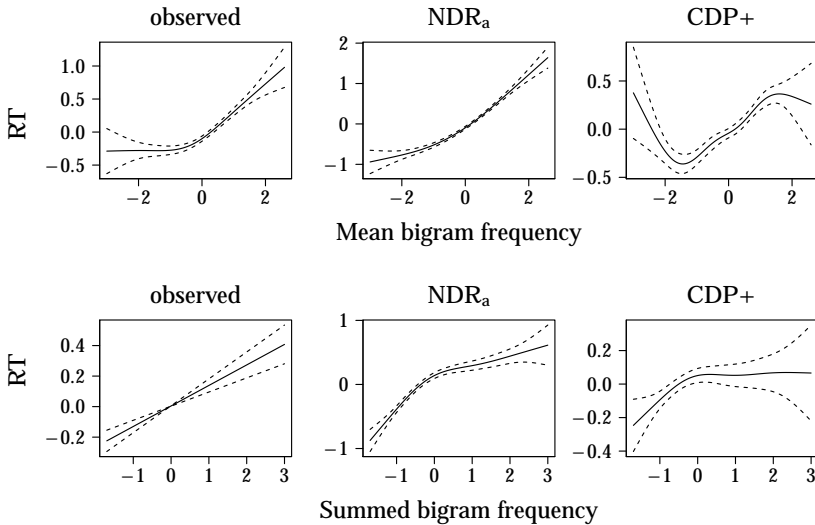 observed NDRa CDP+
RT
1.0
0.5
0.0
−0.5
−2 0 2
2
1
0
−1
−2 0 2
0.5
0.0
−0.5
−2 0 2
Mean bigram frequency
observed NDRa CDP+
RT
0.4
0.2
0.0
−0.2
−1 0 1 2 3
1
0
−1
−1 0 1 2 3
0.2
0.0
−0.2
−0.4
−1 0 1 2 3
Summed bigram frequency